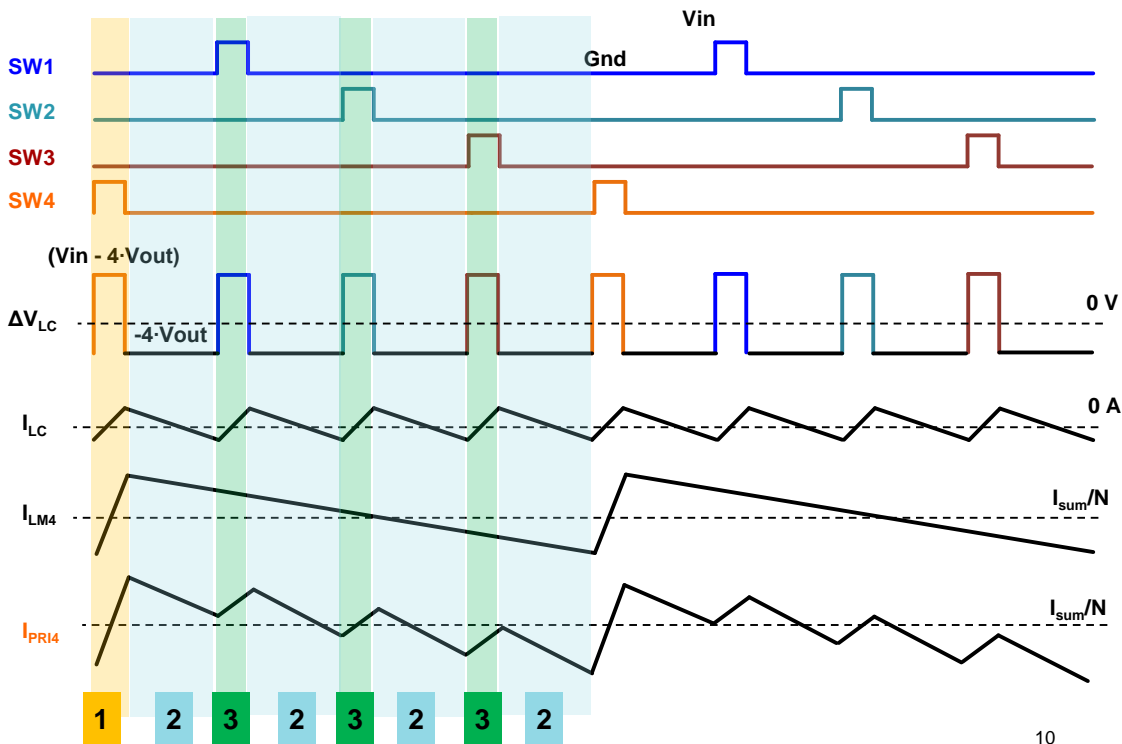 Vin
Gnd
SW1
SW2
SW3
SW4
(Vin - 4·Vout)
0 V
ΔVLC
-4·Vout
0 A
ILC
Isum/N
ILM4
Isum/N
IPRI4
1 2 3 2 3 2 3 2
10